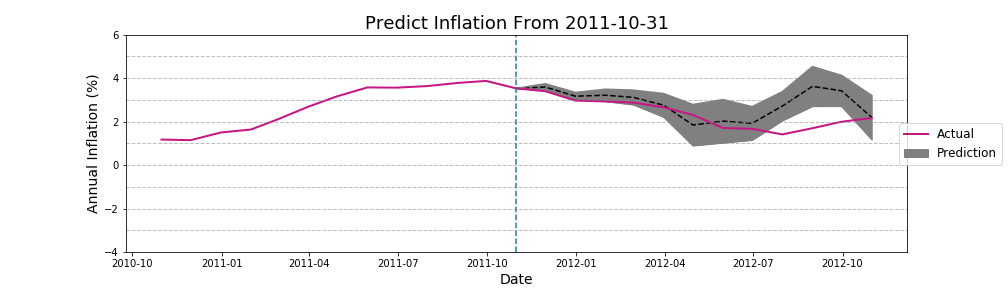 Predict Inflation From 2011-10-31
Annual Inflation (%)
6
4
2
0
−2
−4
2010-10 2011-01 2011-04 2011-07 2011-10 2012-01 2012-04 2012-07 2012-10
Date
Actual
Prediction